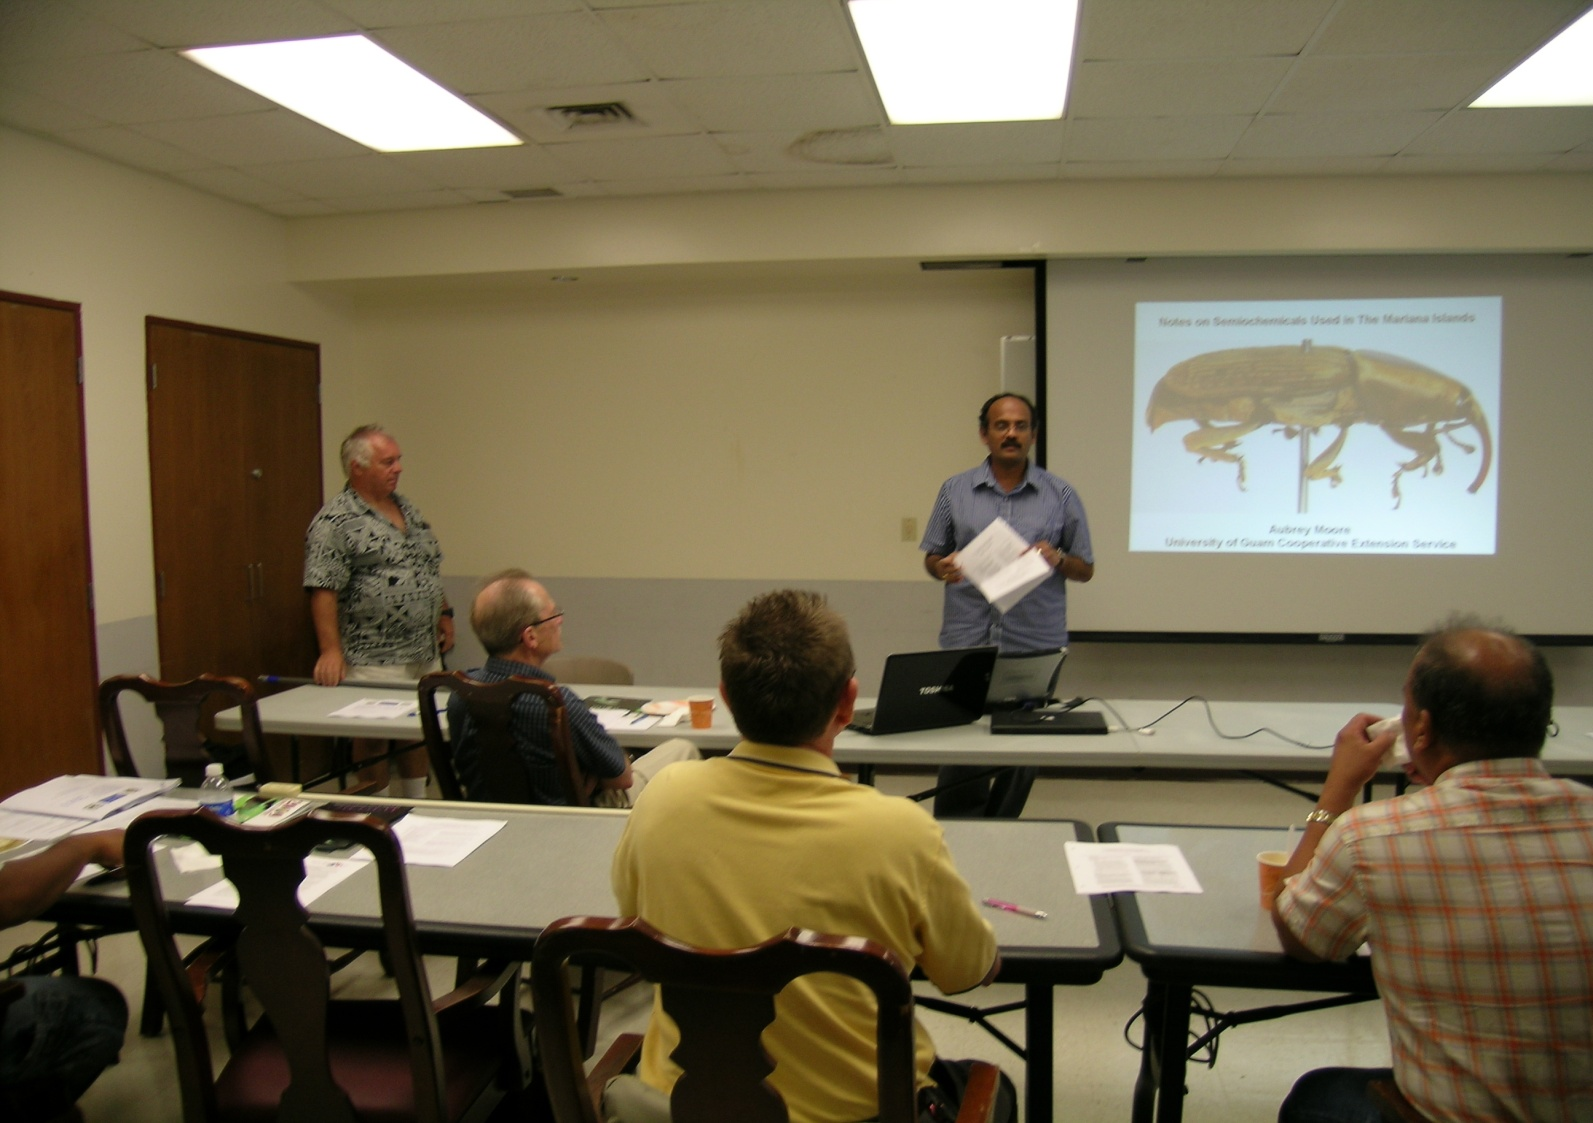 Notes on Semiochemicals Used in The Mariana Islands
Aubrey Moore
University of Guam Cooperative Extension Service
TOSHIBA